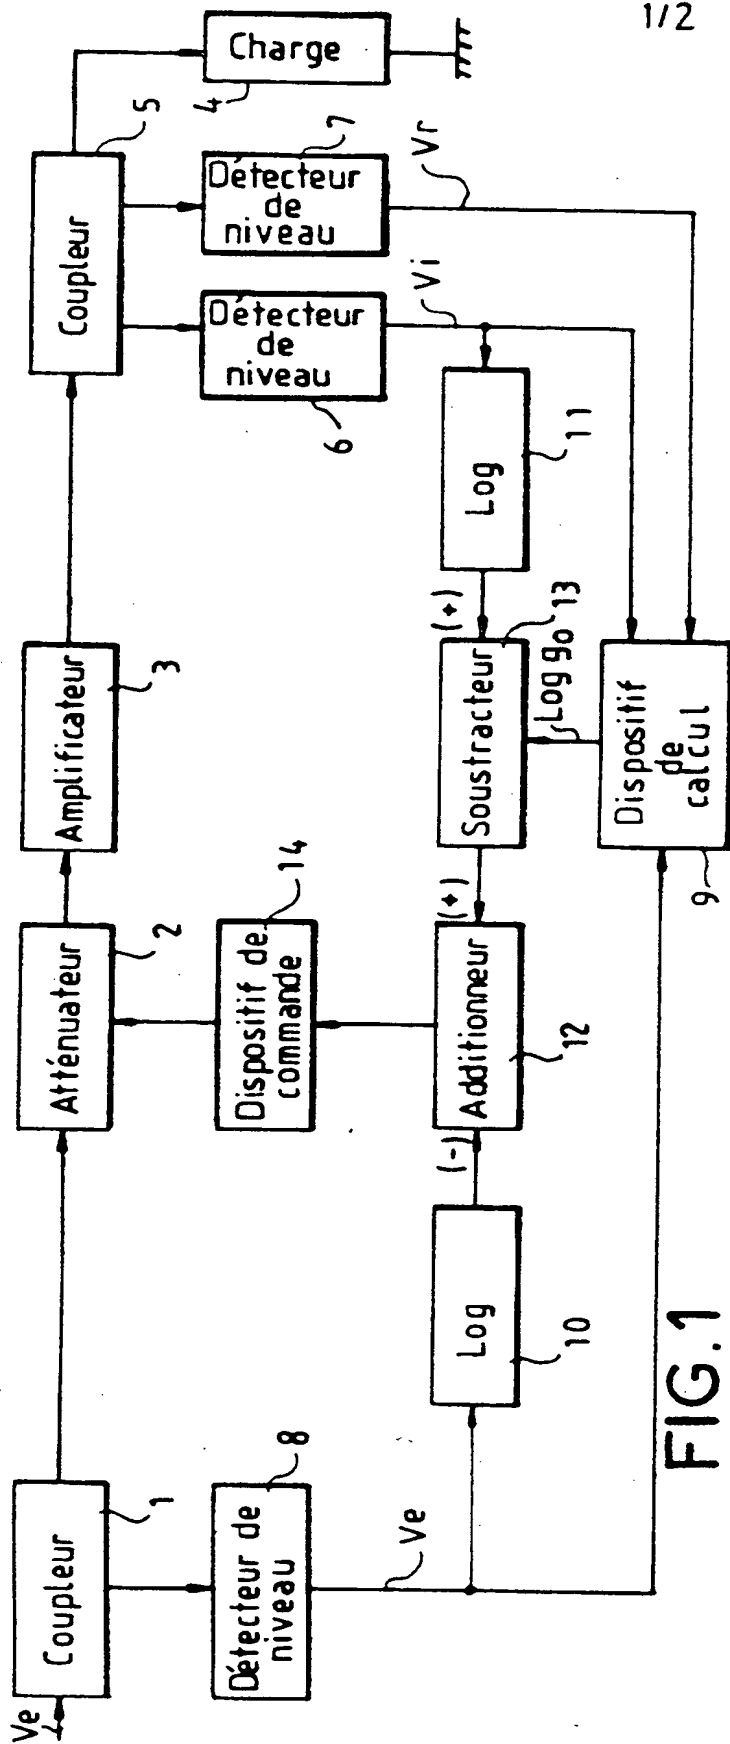 1/2
Ve
Coupleur
1
Atténuateur
2
Amplificateur
3
Coupleur
5
Charge
4
Détecteur de
niveau
8
Dispositif de
commande
14
Détecteur
de
niveau
6
Détecteur
de
niveau
7
Ve
Vi
Vr
Log
10
(-)
Additionneur
12
(+)
Soustracteur
13
(+)
Log
11
Log go
Dispositif
de
calcul
9
FIG.1